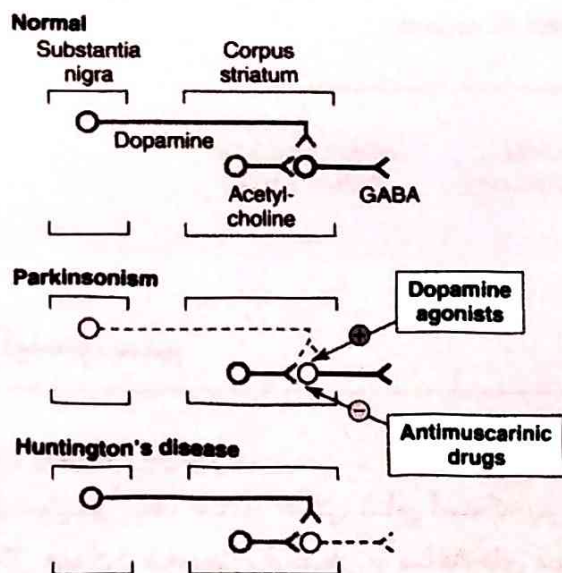 Normal
Substantia
nigra
Corpus
striatum
Dopamine
Acetyl-
choline
GABA
Parkinsonism
Dopamine
agonists
+
−
Antimuscarinic
drugs
Huntington's disease